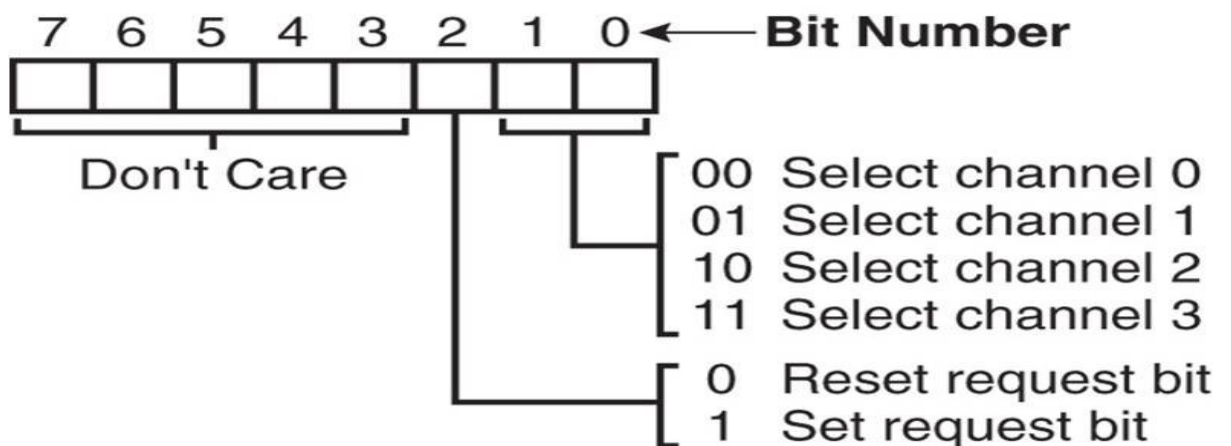 7 6 5 4 3 2 1 0 Bit Number
Don't Care
00 Select channel 0
01 Select channel 1
10 Select channel 2
11 Select channel 3
0 Reset request bit
1 Set request bit